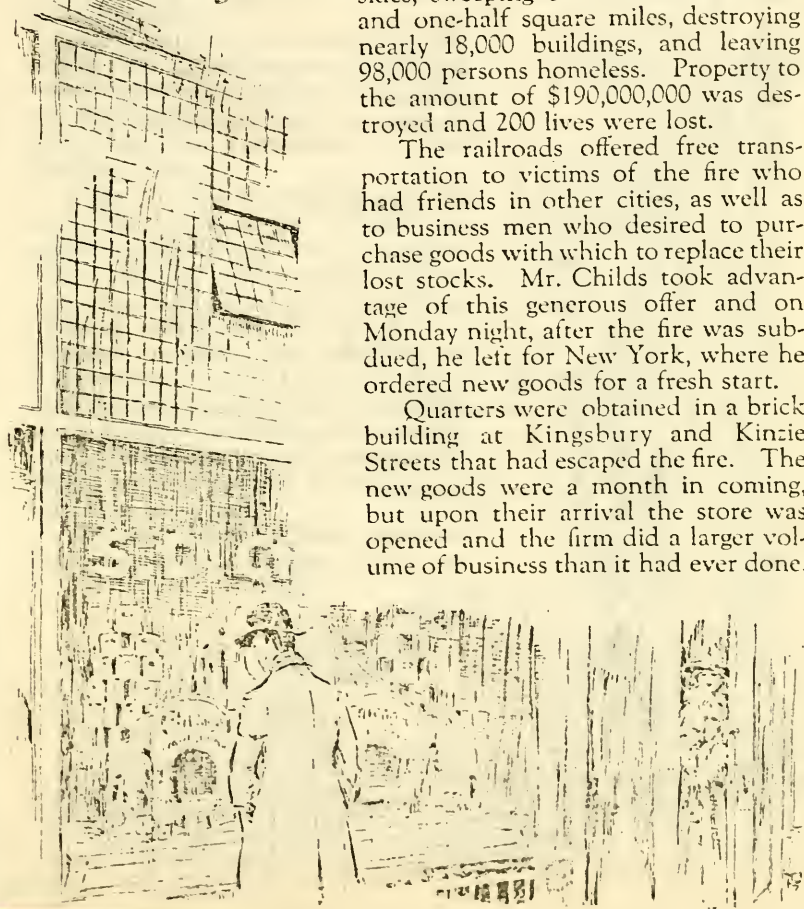 and one-half square miles, destroying
nearly 18,000 buildings, and leaving
98,000 persons homeless. Property to
the amount of $190,000,000 was des-
troyed and 200 lives were lost.
The railroads offered free trans-
portation to victims of the fire who
had friends in other cities, as well as
to business men who desired to pur-
chase goods with which to replace their
lost stocks. Mr. Childs took advan-
tage of this generous offer and on
Monday night, after the fire was sub-
dued, he left for New York, where he
ordered new goods for a fresh start.
Quarters were obtained in a brick
building at Kingsbury and Kinzie
Streets that had escaped the fire. The
new goods were a month in coming,
but upon their arrival the store was
opened and the firm did a larger vol-
ume of business than it had ever done.